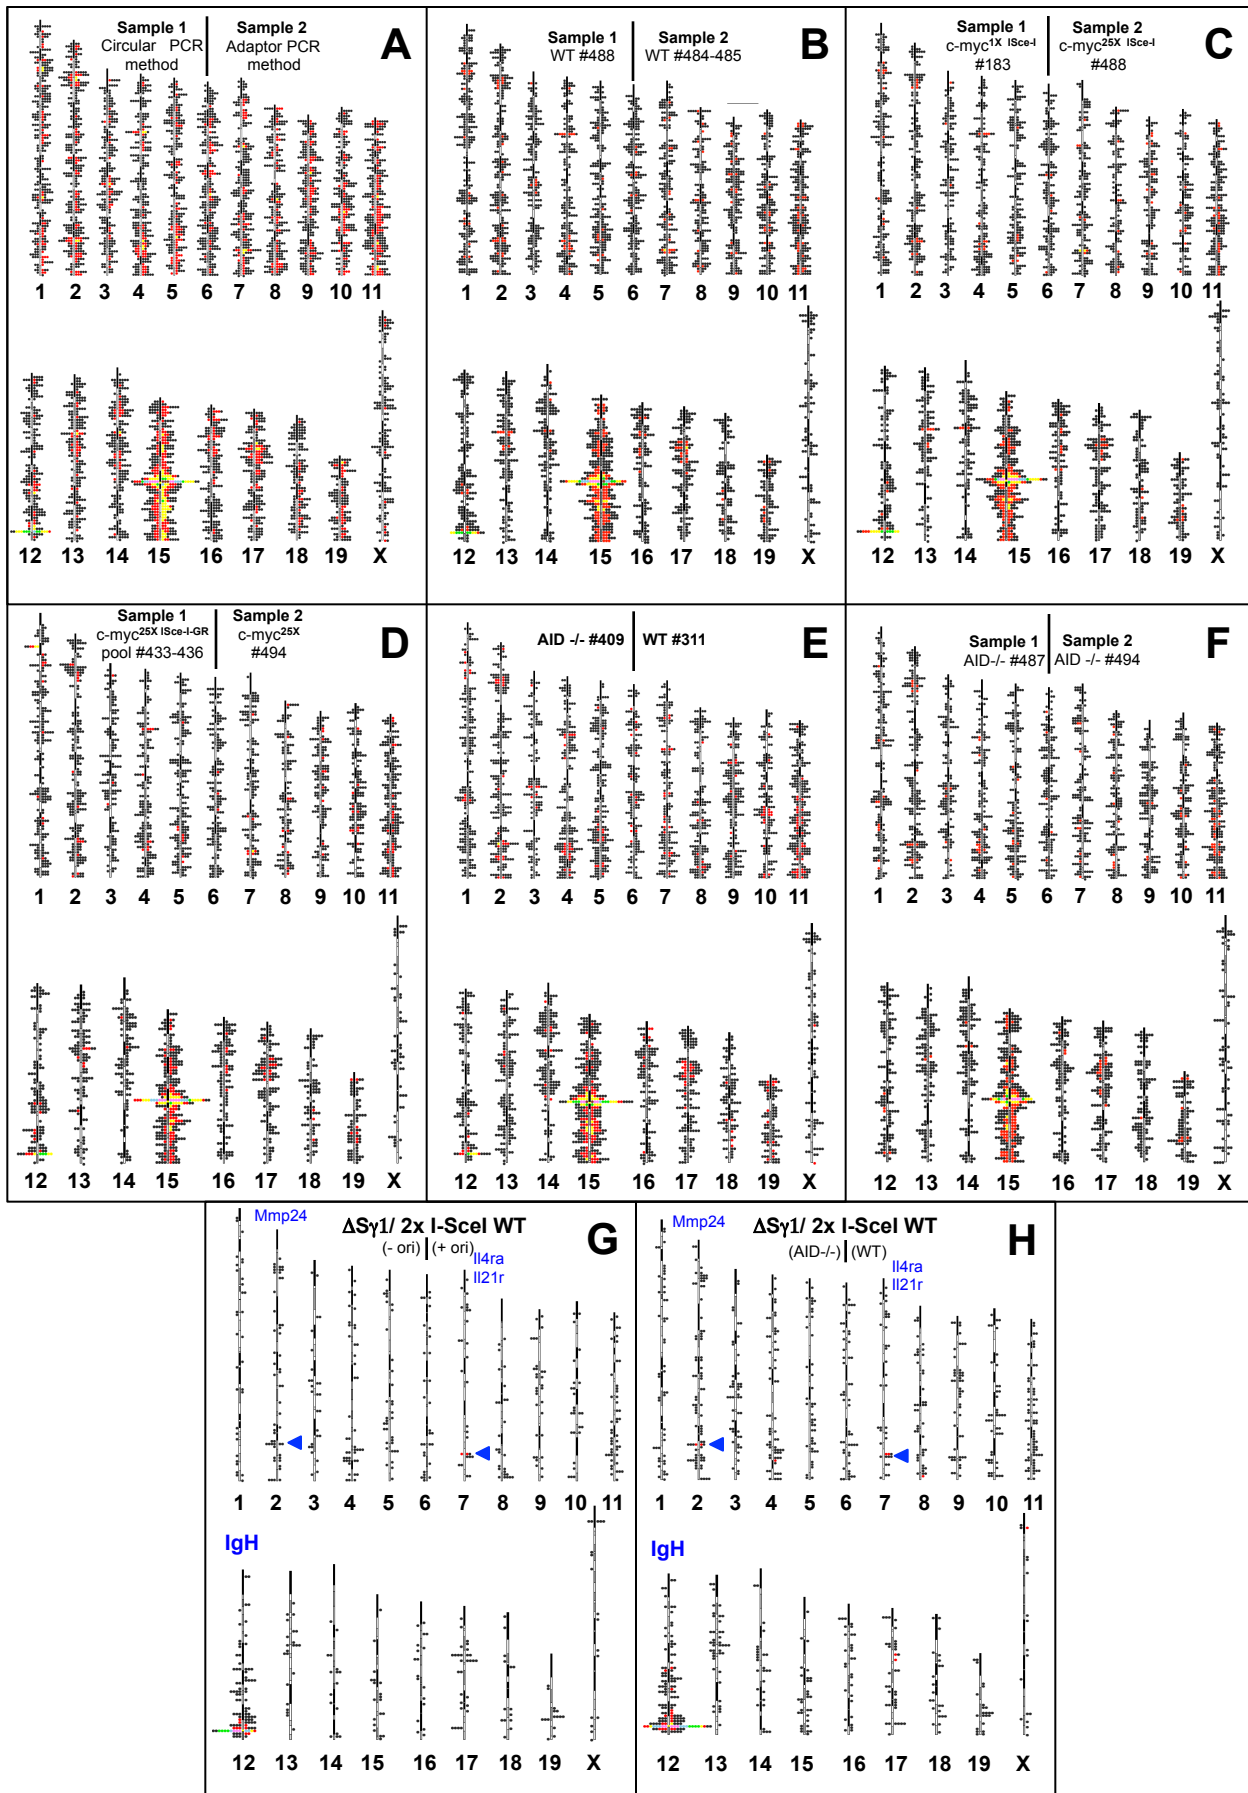 A
Sample 1
Circular PCR
method
Sample 2
Adaptor PCR
method
1 2 3 4 5 6 7 8 9 10 11
12 13 14 15 16 17 18 19 X
B
Sample 1
WT #488
Sample 2
WT #484-485
1 2 3 4 5 6 7 8 9 10 11
12 13 14 15 16 17 18 19 X
C
Sample 1
c-myc1X ISce-I
#183
Sample 2
c-myc25X ISce-I
#488
1 2 3 4 5 6 7 8 9 10 11
12 13 14 15 16 17 18 19 X
D
Sample 1
c-myc25X ISce-I-GR
pool #433-436
Sample 2
c-myc25X
#494
1 2 3 4 5 6 7 8 9 10 11
12 13 14 15 16 17 18 19 X
E
AID -/- #409
WT #311
1 2 3 4 5 6 7 8 9 10 11
12 13 14 15 16 17 18 19 X
F
Sample 1
AID-/- #487
Sample 2
AID -/- #494
1 2 3 4 5 6 7 8 9 10 11
12 13 14 15 16 17 18 19 X
G
ΔSγ1/ 2x I-SceI WT
(- ori) (+ ori)
Mmp24
Il4ra
Il21r
1 2 3 4 5 6 7 8 9 10 11
IgH
12 13 14 15 16 17 18 19 X
H
ΔSγ1/ 2x I-SceI WT
(AID-/-) (WT)
Mmp24
Il4ra
Il21r
1 2 3 4 5 6 7 8 9 10 11
IgH
12 13 14 15 16 17 18 19 X